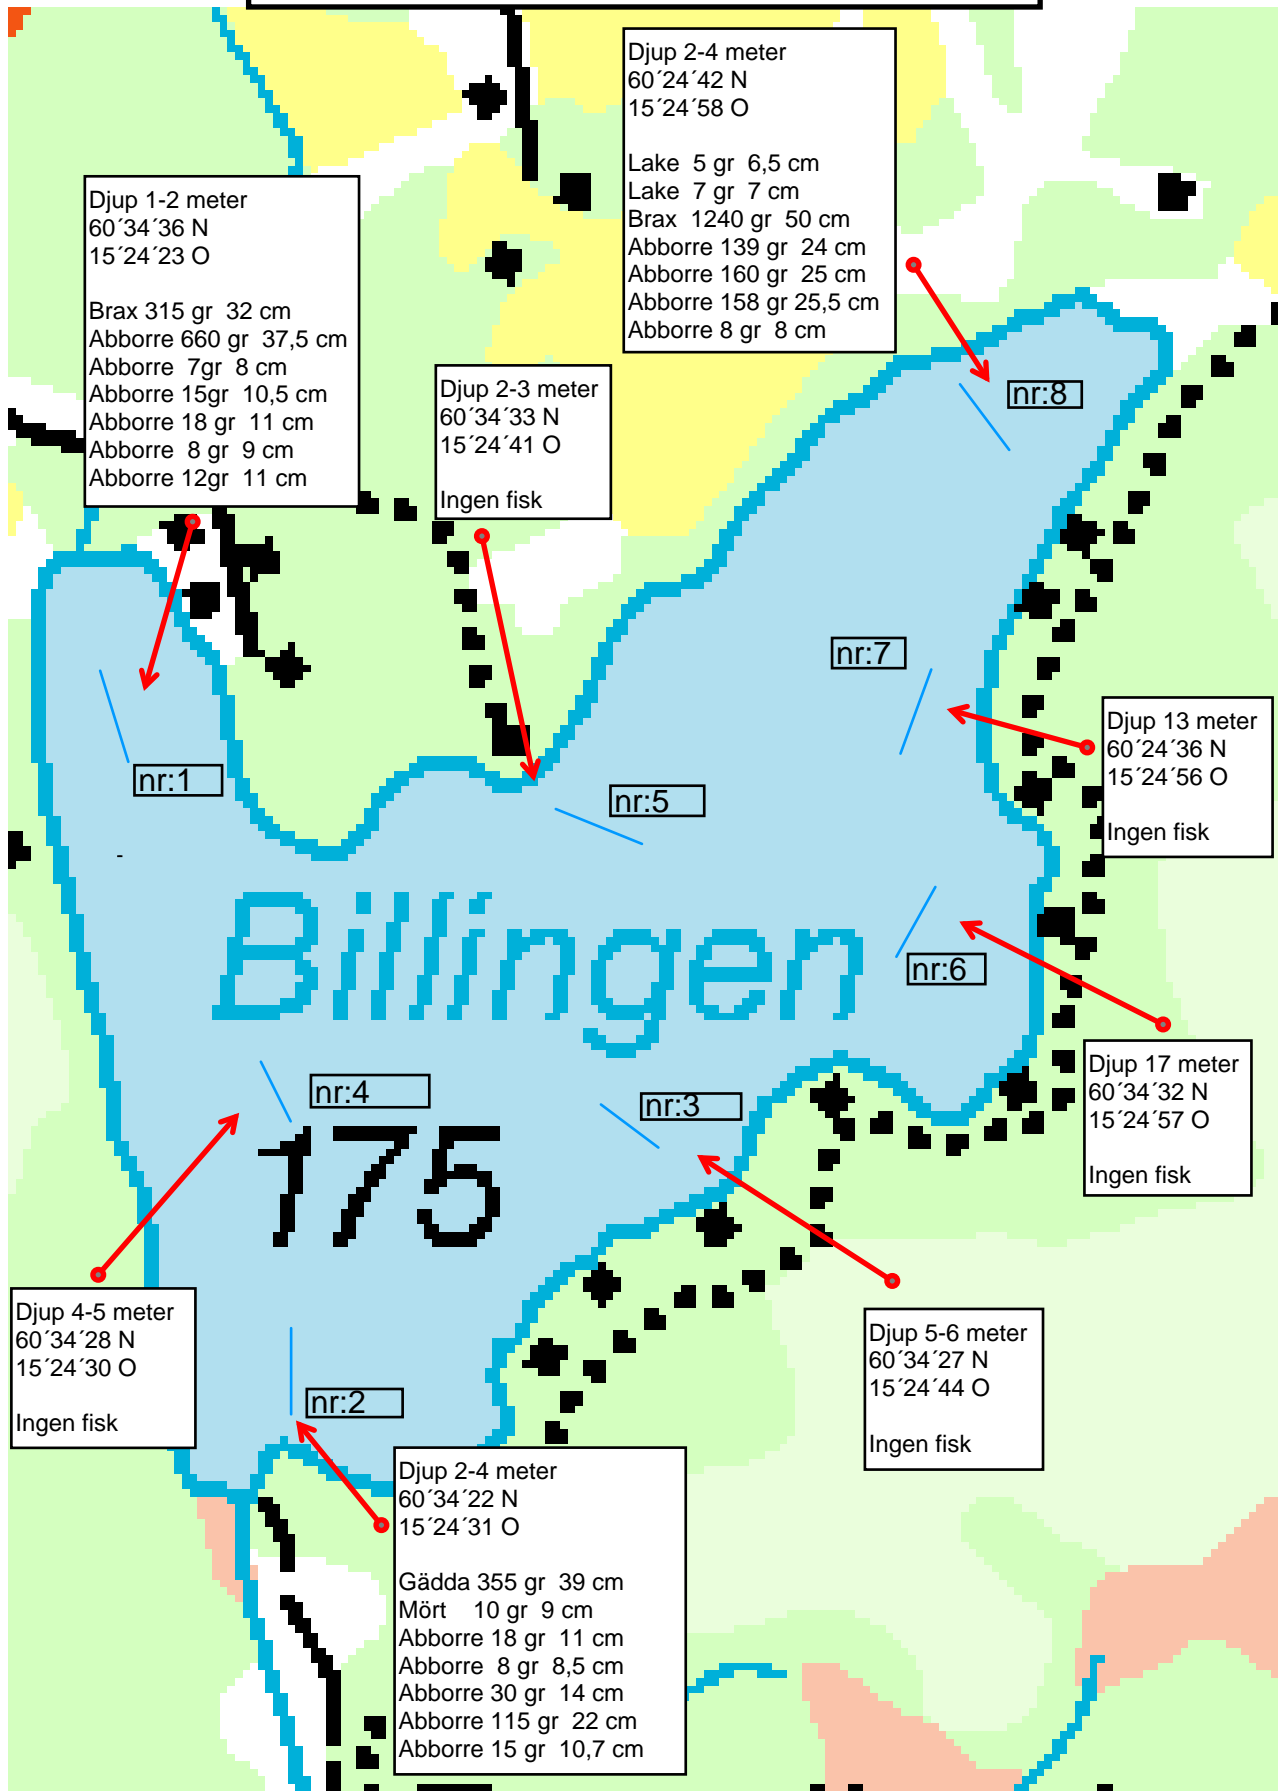 Djup 2-4 meter
60´24´42 N
15´24´58 O
Lake 5 gr 6,5 cm
Lake 7 gr 7 cm
Brax 1240 gr 50 cm
Abborre 139 gr 24 cm
Abborre 160 gr 25 cm
Abborre 158 gr 25,5 cm
Abborre 8 gr 8 cm
Djup 1-2 meter
60´34´36 N
15´24´23 O
Brax 315 gr 32 cm
Abborre 660 gr 37,5 cm
Abborre 7gr 8 cm
Abborre 15gr 10,5 cm
Abborre 18 gr 11 cm
Abborre 8 gr 9 cm
Abborre 12gr 11 cm
Djup 2-3 meter
60´34´33 N
15´24´41 O
Ingen fisk
nr:8
nr:7
Djup 13 meter
60´24´36 N
15´24´56 O
Ingen fisk
nr:1
nr:5
-
Billingen
nr:6
Djup 17 meter
60´34´32 N
15´24´57 O
Ingen fisk
nr:4
nr:3
175
Djup 4-5 meter
60´34´28 N
15´24´30 O
Ingen fisk
Djup 5-6 meter
60´34´27 N
15´24´44 O
Ingen fisk
nr:2
Djup 2-4 meter
60´34´22 N
15´24´31 O
Gädda 355 gr 39 cm
Mört 10 gr 9 cm
Abborre 18 gr 11 cm
Abborre 8 gr 8,5 cm
Abborre 30 gr 14 cm
Abborre 115 gr 22 cm
Abborre 15 gr 10,7 cm